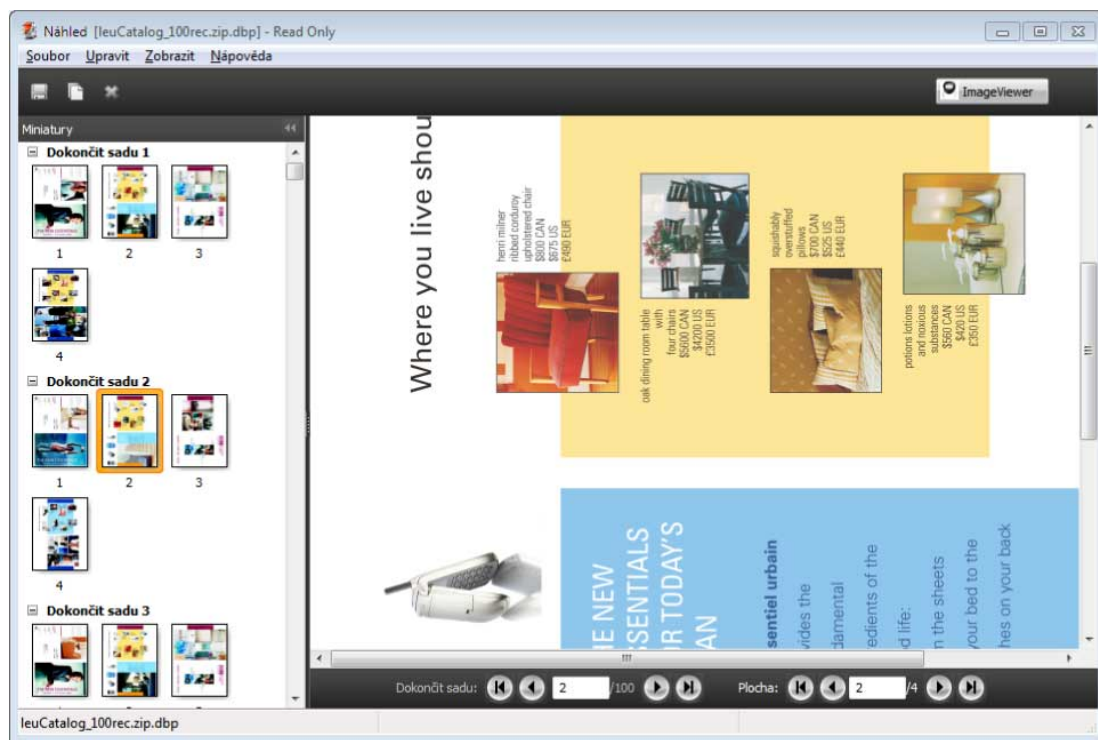 Náhled [leuCatalog_100rec.zip.dbp] - Read Only
Soubor Upravit Zobrazit Nápověda
ImageViewer
Miniatury
Dokončit sadu 1
1 2 3
4
Dokončit sadu 2
1 2 3
4
Dokončit sadu 3
Where you live shou
henri milner
ribbed corduroy
upholstered chair
$800 CAN
$675 US
£490 EUR
oak dining room table
with
four chairs
$5600 CAN
$4200 US
£3500 EUR
squishably
overstuffed
pillows
$700 CAN
$525 US
£440 EUR
potions lotions
and noxious
substances
$560 CAN
$420 US
£350 EUR
HE NEW
SSENTIALS
OR TODAY'S
AN
sentiel urbain
vides the
damental
edients of the
d life:
n the sheets
your bed to the
hes on your back
Dokončit sadu: 2 /100 Plocha: 2 /4
leuCatalog_100rec.zip.dbp